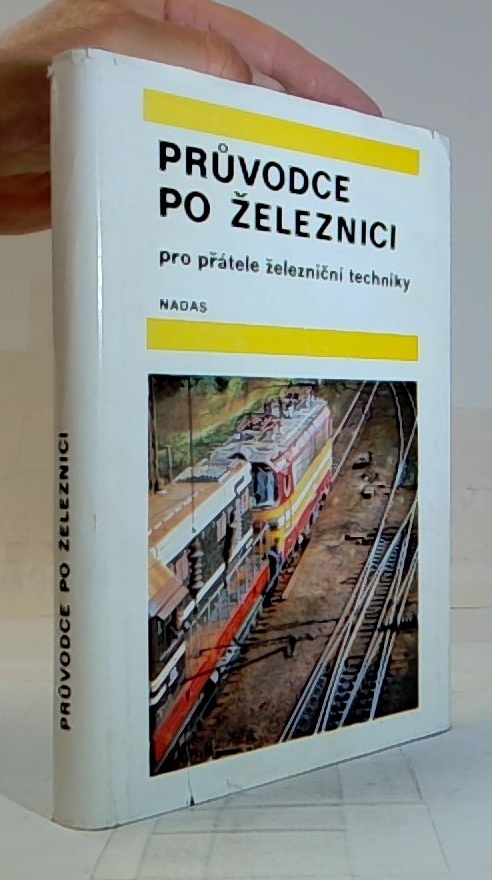 PRŮVODCE
PO ŽELEZNICI
pro přátele železniční techniky
NADAS
PRŮVODCE PO ŽELEZNICI